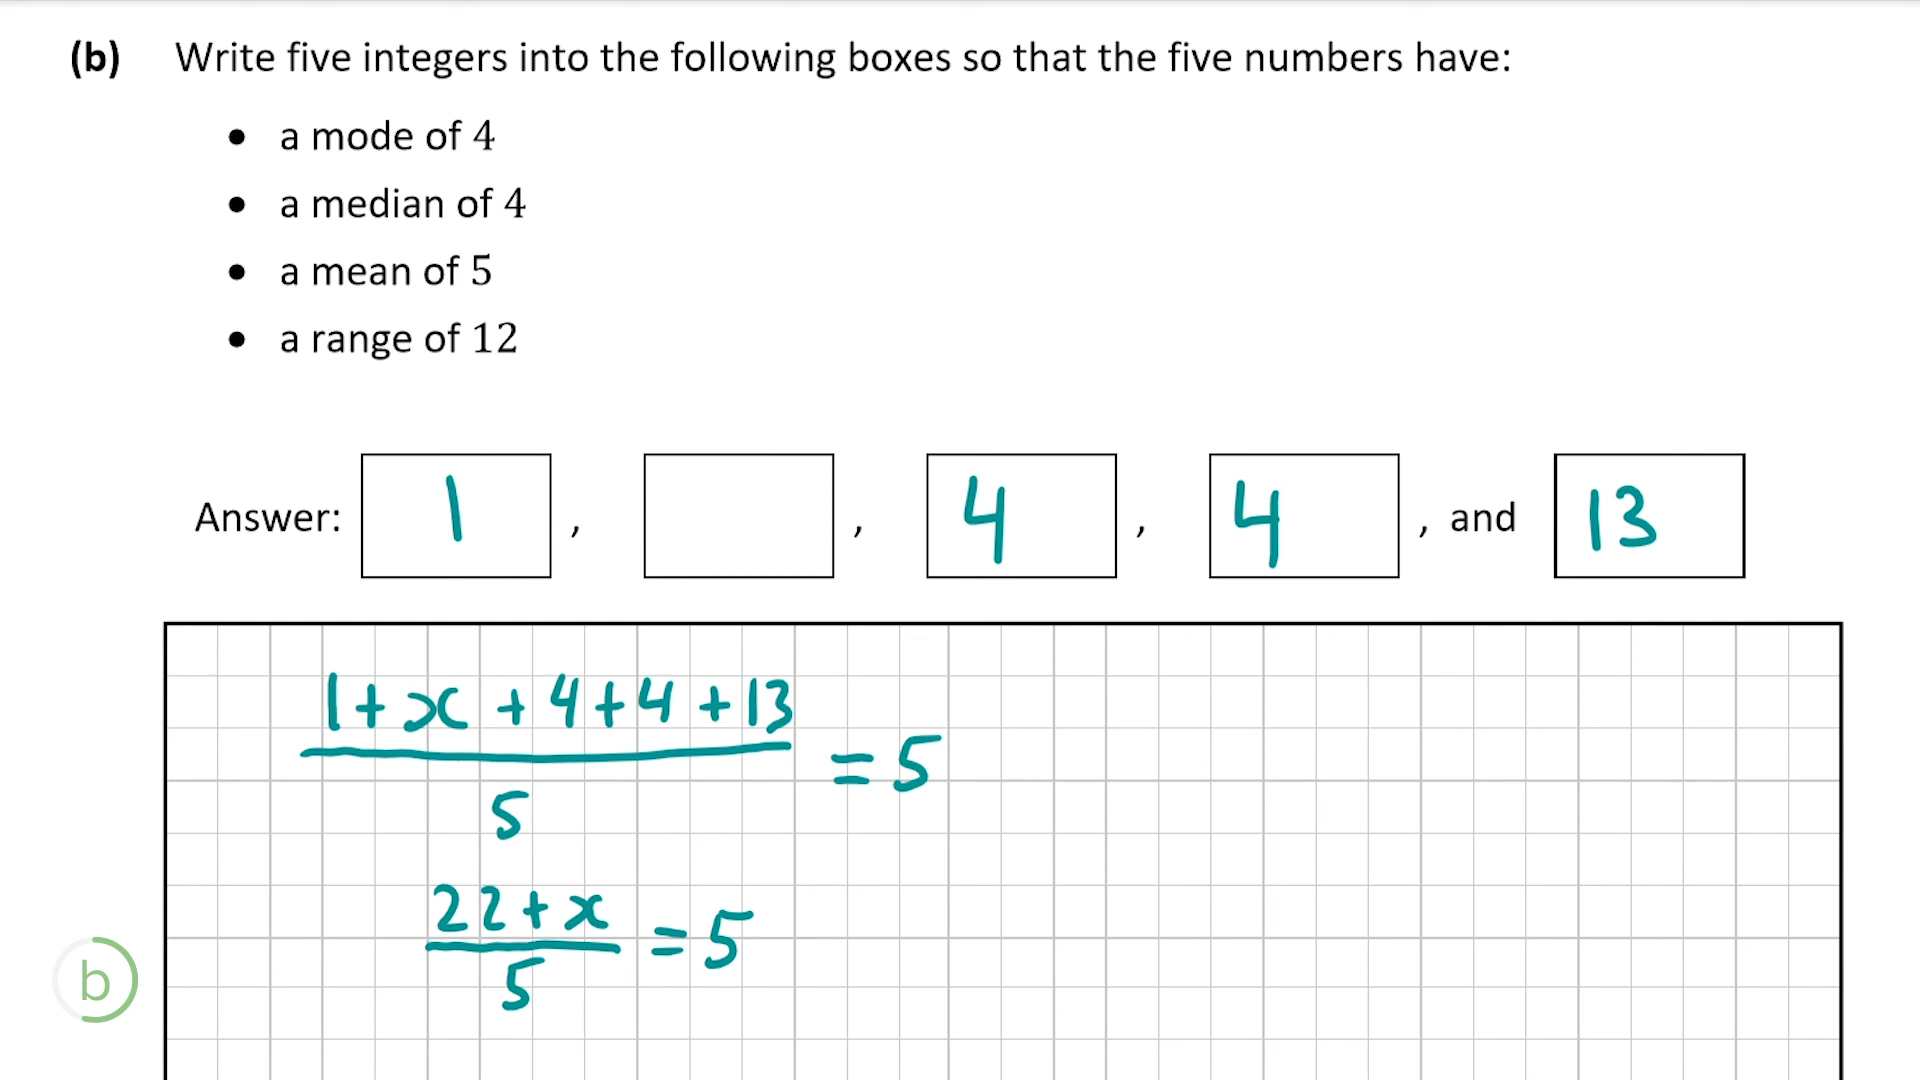 (b) Write five integers into the following boxes so that the five numbers have:
• a mode of 4
• a median of 4
• a mean of 5
• a range of 12
Answer: 1 , , 4 , 4 , and 13
1 + x + 4 + 4 + 13
= 5
5
22 + x
= 5
5
b